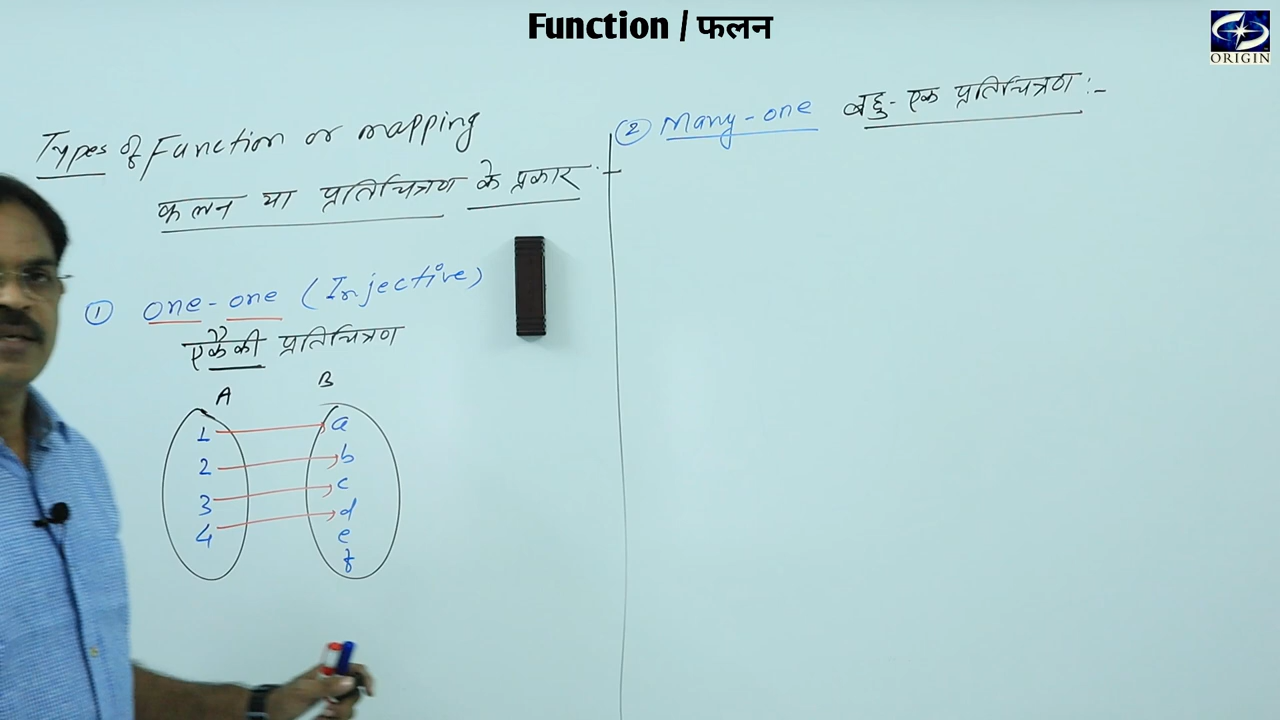 Function / फलन
ORIGIN
Types of Function or mapping
फलन या प्रतिचित्रण के प्रकार :-
① one-one (Injective)
एकैकी प्रतिचित्रण
A B
1 a
2 b
3 c
4 d
e
f
② Many-one बहु-एक प्रतिचित्रण :-